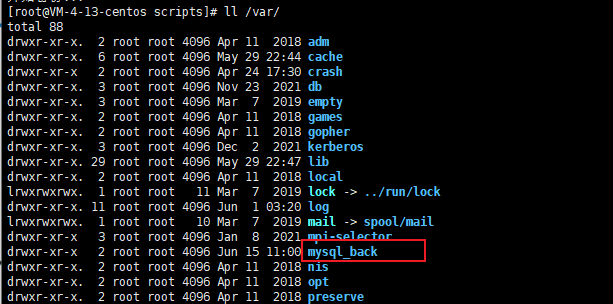 [root@VM-4-13-centos scripts]# ll /var/
total 88
drwxr-xr-x.  2 root root 4096 Apr 11  2018 adm
drwxr-xr-x.  6 root root 4096 May 29 22:44 cache
drwxr-xr-x   2 root root 4096 Apr 24 17:30 crash
drwxr-xr-x.  3 root root 4096 Nov 23  2021 db
drwxr-xr-x.  3 root root 4096 Mar  7  2019 empty
drwxr-xr-x.  2 root root 4096 Apr 11  2018 games
drwxr-xr-x.  2 root root 4096 Apr 11  2018 gopher
drwxr-xr-x.  3 root root 4096 Dec  2  2021 kerberos
drwxr-xr-x. 29 root root 4096 May 29 22:47 lib
drwxr-xr-x.  2 root root 4096 Apr 11  2018 local
lrwxrwxrwx.  1 root root   11 Mar  7  2019 lock -> ../run/lock
drwxr-xr-x. 11 root root 4096 Jun  1 03:20 log
lrwxrwxrwx.  1 root root   10 Mar  7  2019 mail -> spool/mail
drwxr-xr-x   3 root root 4096 Jan  8  2021 mpi-selector
drwxr-xr-x   2 root root 4096 Jun 15 11:00 mysql_back
drwxr-xr-x.  2 root root 4096 Apr 11  2018 nis
drwxr-xr-x.  2 root root 4096 Apr 11  2018 opt
drwxr-xr-x.  2 root root 4096 Apr 11  2018 preserve